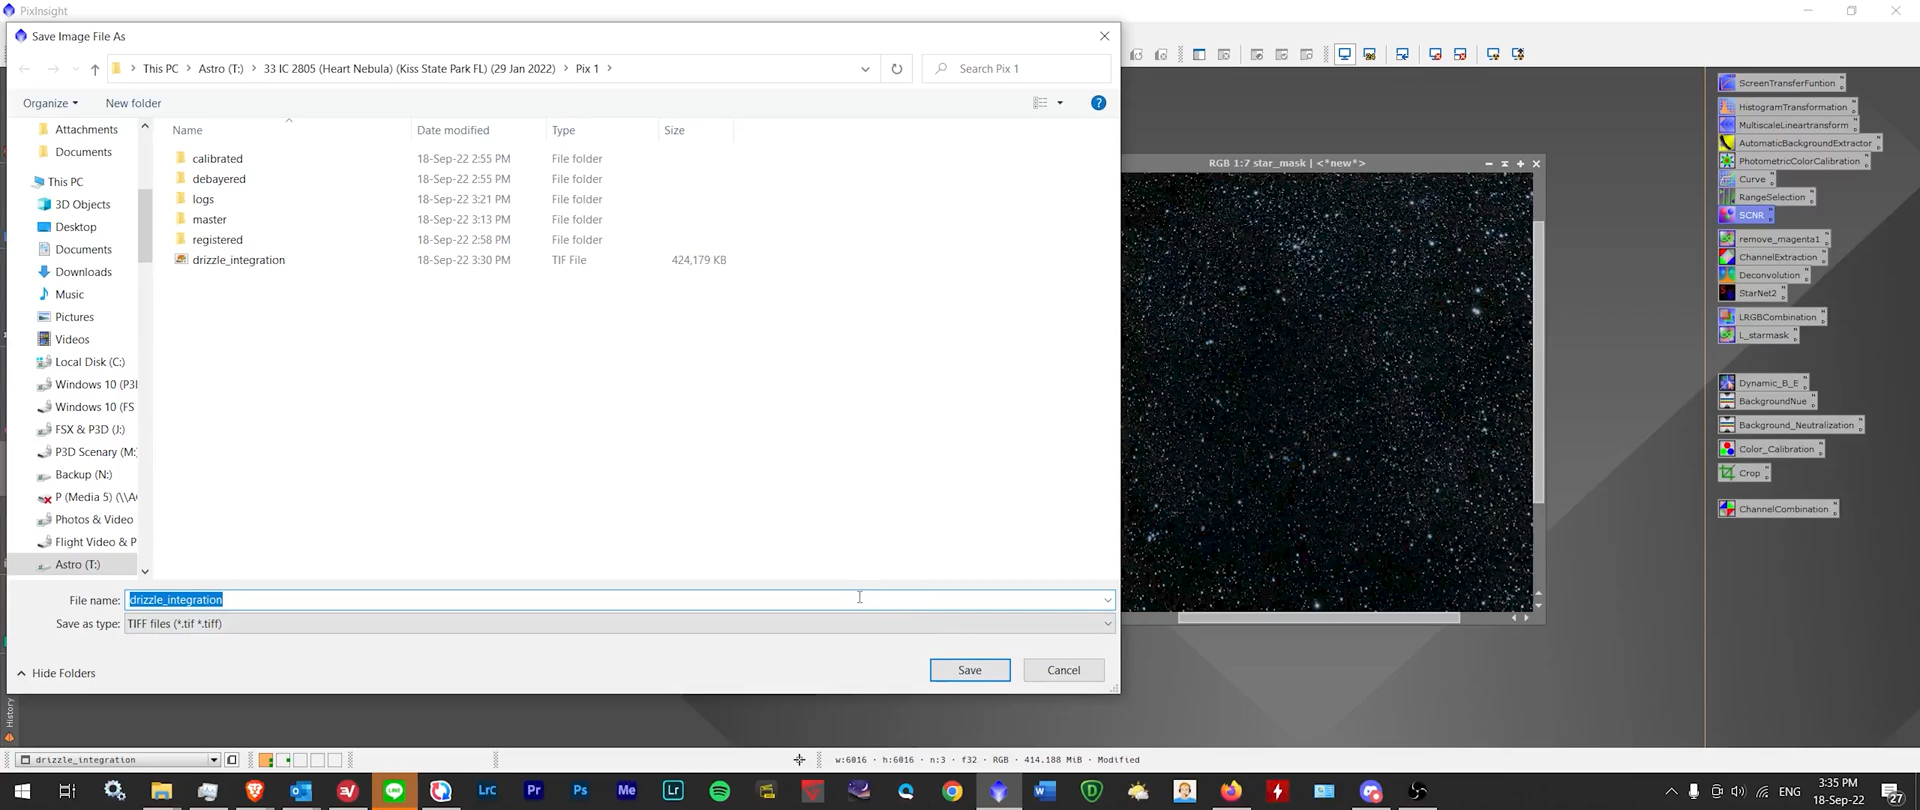 PixInsight
Save Image File As
This PC > Astro (T:) > 33 IC 2805 (Heart Nebula) (Kiss State Park FL) (29 Jan 2022) > Pix 1 >
Search Pix 1
Organize
New folder
Name
Date modified
Type
Size
calibrated 18-Sep-22 2:55 PM File folder
debayered 18-Sep-22 2:55 PM File folder
logs 18-Sep-22 3:21 PM File folder
master 18-Sep-22 3:13 PM File folder
registered 18-Sep-22 2:58 PM File folder
drizzle_integration 18-Sep-22 3:30 PM TIF File 424,179 KB
Attachments
Documents
This PC
3D Objects
Desktop
Documents
Downloads
Music
Pictures
Videos
Local Disk (C:)
Windows 10 (P3
Windows 10 (FS
FSX & P3D (J:)
P3D Scenary (M:
Backup (N:)
P (Media 5) (\\A
Photos & Video
Flight Video & P
Astro (T:)
File name: drizzle_integration
Save as type: TIFF files (*.tif *.tiff)
Hide Folders
Save
Cancel
RGB 1:7 star_mask | <*new*>
ScreenTransferFuntion
HistogramTransformation
MultiscaleLineartransform
AutomaticBackgroundExtractor
PhotometricColorCalibration
Curve
RangeSelection
SCNR
remove_magenta1
ChannelExtraction
Deconvolution
StarNet2
LRGBCombination
L_starmask
Dynamic_B_E
BackgroundNue
Background_Neutralization
Color_Calibration
Crop
ChannelCombination
History
drizzle_integration
w:6016 · h:6016 · n:3 · f32 · RGB · 414.188 MiB · Modified
LrC
Pr
Ps
Me
Lr
ENG
3:35 PM
18-Sep-22
27